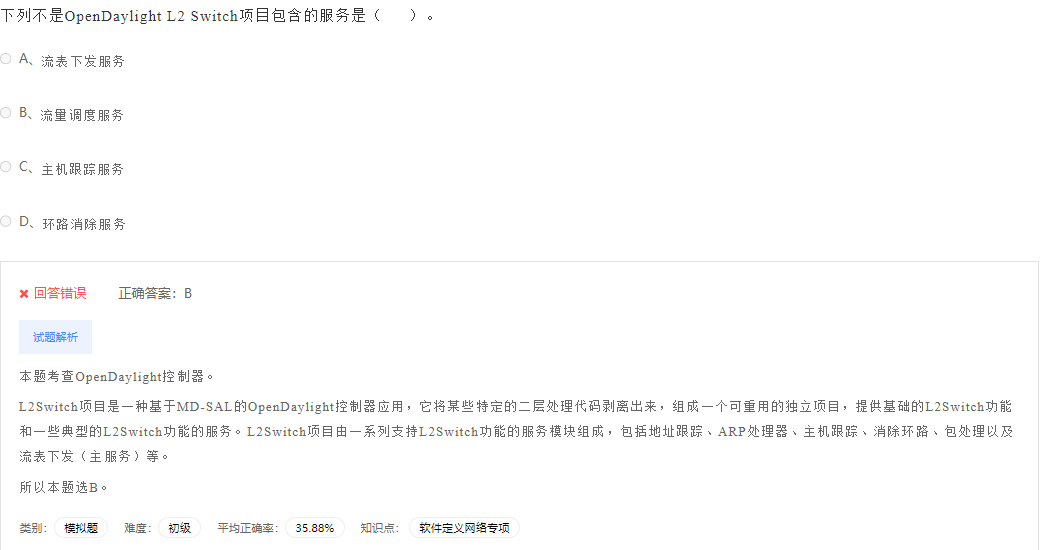 下列不是OpenDaylight L2 Switch项目包含的服务是（　　）。
A、流表下发服务
B、流量调度服务
C、主机跟踪服务
D、环路消除服务
回答错误 正确答案：B
试题解析
本题考查OpenDaylight控制器。
L2Switch项目是一种基于MD-SAL的OpenDaylight控制器应用，它将某些特定的二层处理代码剥离出来，组成一个可重用的独立项目，提供基础的L2Switch功能
和一些典型的L2Switch功能的服务。L2Switch项目由一系列支持L2Switch功能的服务模块组成，包括地址跟踪、ARP处理器、主机跟踪、消除环路、包处理以及
流表下发（主服务）等。
所以本题选B。
类别： 模拟题 难度： 初级 平均正确率： 35.88% 知识点： 软件定义网络专项